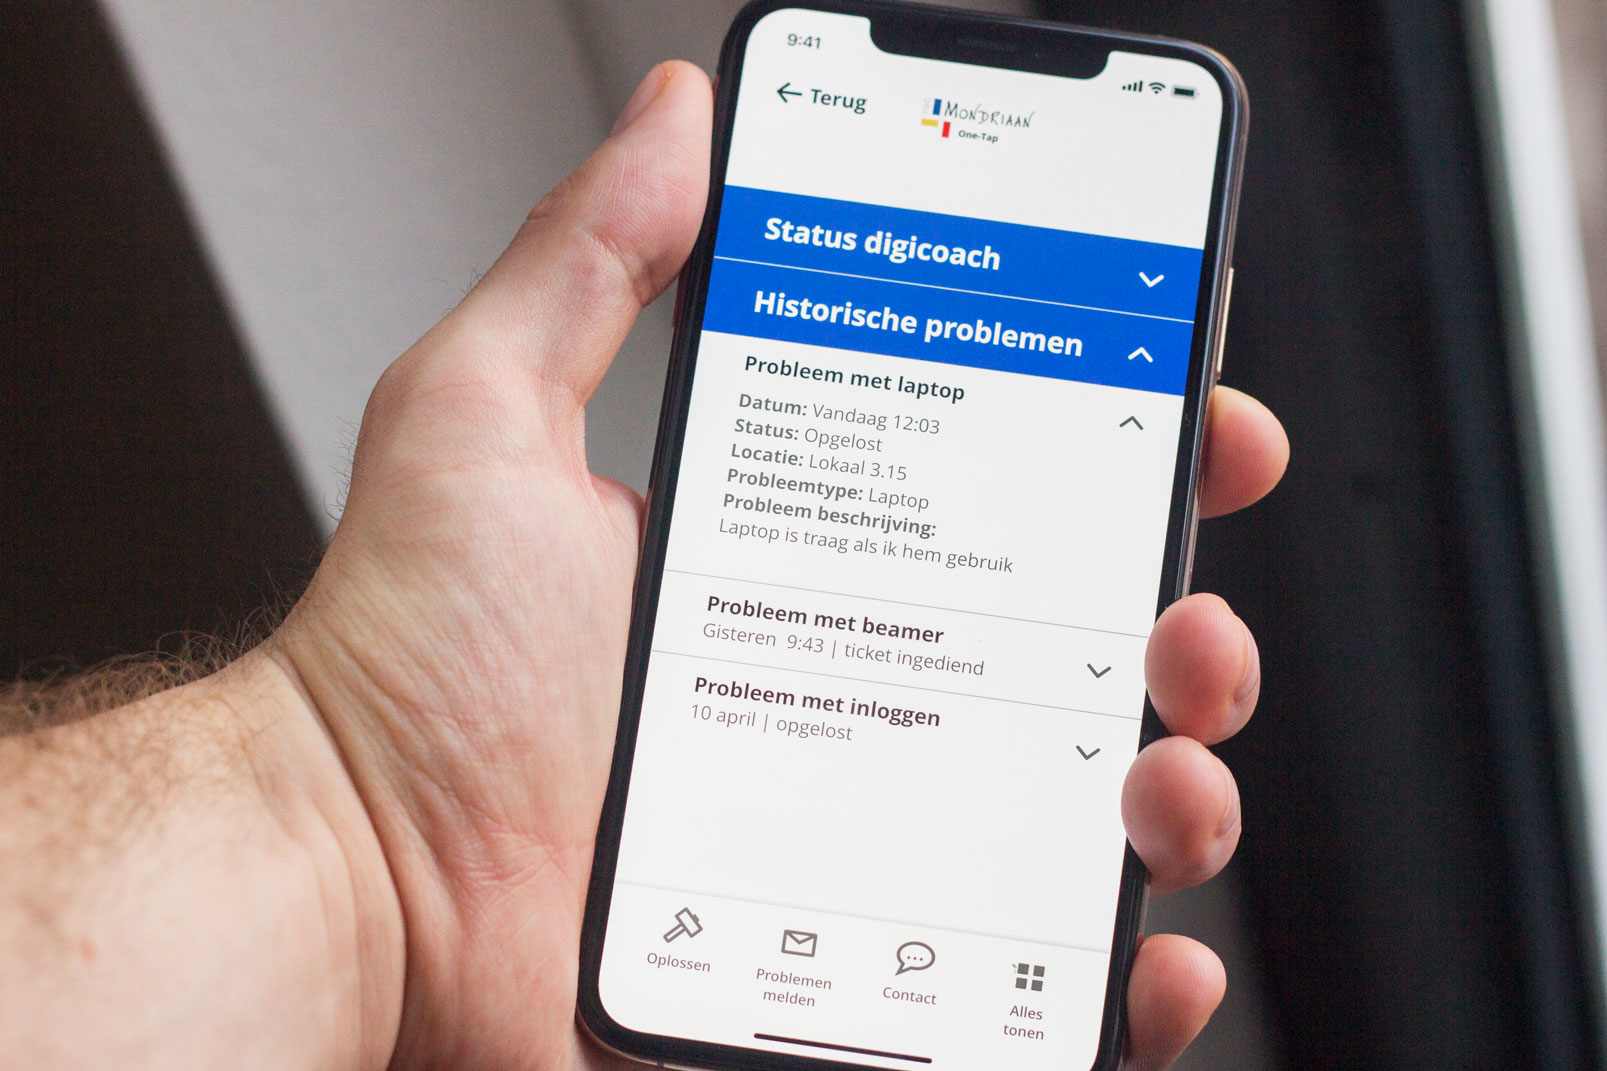 9:41
← Terug
ROC
MONDRIAAN
One-Tap
Status digicoach
Historische problemen
Probleem met laptop
Datum: Vandaag 12:03
Status: Opgelost
Locatie: Lokaal 3.15
Probleemtype: Laptop
Probleem beschrijving:
Laptop is traag als ik hem gebruik
Probleem met beamer
Gisteren 9:43 | ticket ingediend
Probleem met inloggen
10 april | opgelost
Oplossen
Problemen
melden
Contact
Alles
tonen